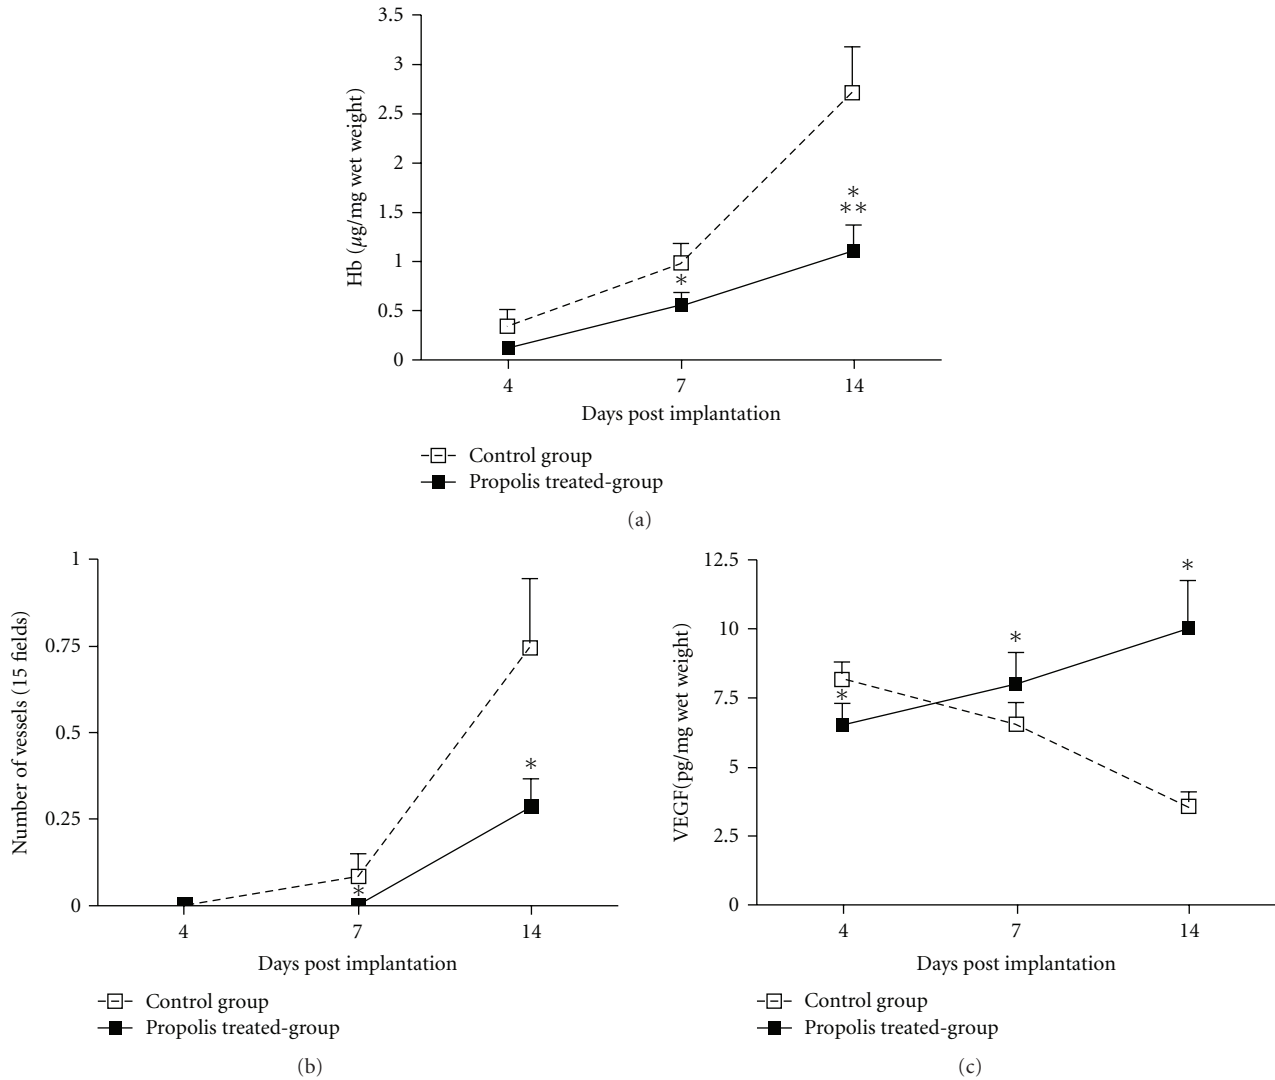 3.5
3
2.5
2
1.5
1
0.5
0
Hb (µg/mg wet weight)
*
**
*
4 7 14
Days post implantation
Control group
Propolis treated-group
(a)
1
0.75
0.5
0.25
0
Number of vessels (15 fields)
*
*
4 7 14
Days post implantation
Control group
Propolis treated-group
(b)
12.5
10
7.5
5
2.5
0
VEGF(pg/mg wet weight)
*
*
*
4 7 14
Days post implantation
Control group
Propolis treated-group
(c)